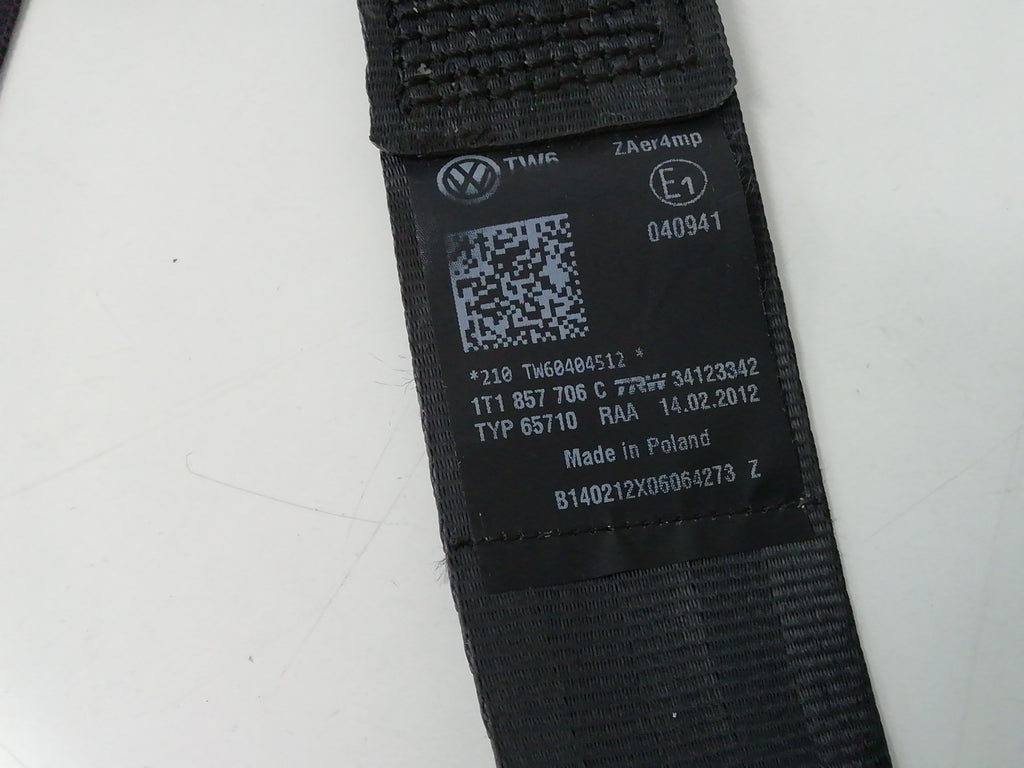 TW6 ZAer4mp
E1
040941
*210 TW60404512 *
1T1 857 706 C TRW 34123342
TYP 65710 RAA 14.02.2012
Made in Poland
B140212X06064273 Z